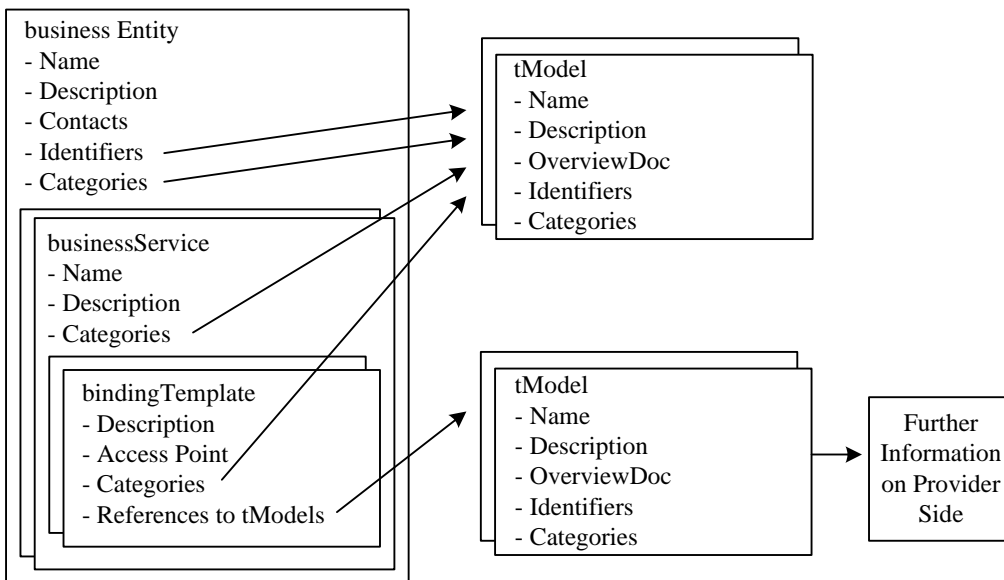 business Entity
- Name
- Description
- Contacts
- Identifiers
- Categories
businessService
- Name
- Description
- Categories
bindingTemplate
- Description
- Access Point
- Categories
- References to tModels
tModel
- Name
- Description
- OverviewDoc
- Identifiers
- Categories
tModel
- Name
- Description
- OverviewDoc
- Identifiers
- Categories
Further
Information
on Provider
Side